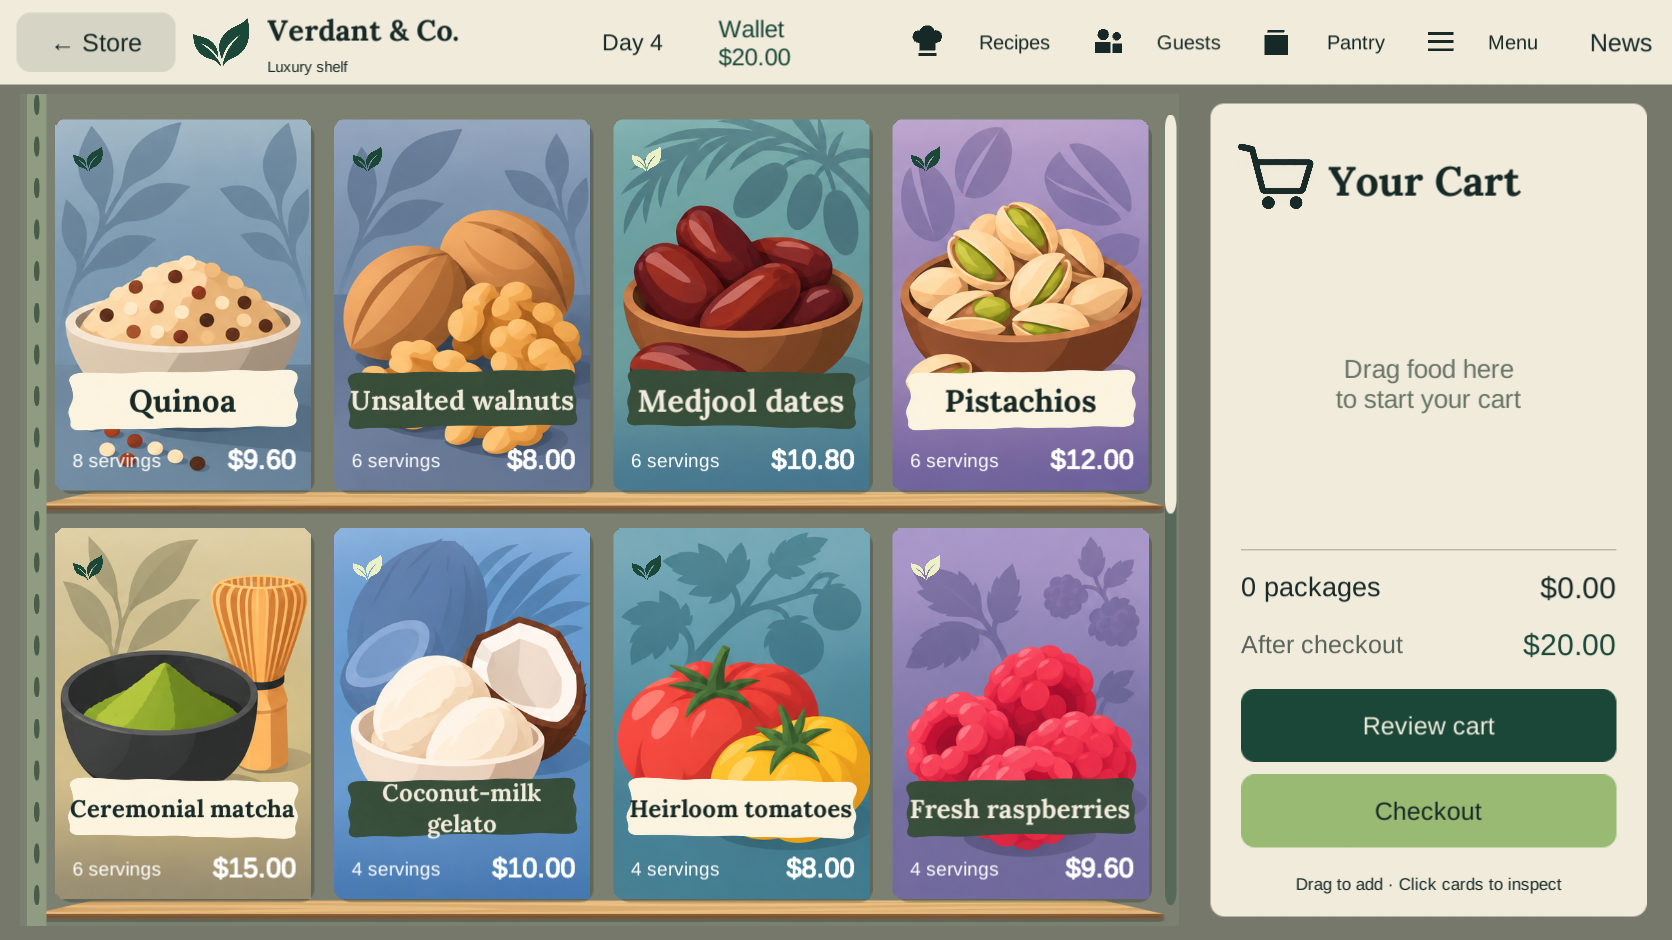 ← Store
Verdant & Co.
Luxury shelf
Day 4
Wallet
$20.00
Recipes
Guests
Pantry
Menu
News
Quinoa
8 servings $9.60
Unsalted walnuts
6 servings $8.00
Medjool dates
6 servings $10.80
Pistachios
6 servings $12.00
Ceremonial matcha
6 servings $15.00
Coconut-milk
gelato
4 servings $10.00
Heirloom tomatoes
4 servings $8.00
Fresh raspberries
4 servings $9.60
Your Cart
Drag food here
to start your cart
0 packages $0.00
After checkout $20.00
Review cart
Checkout
Drag to add · Click cards to inspect